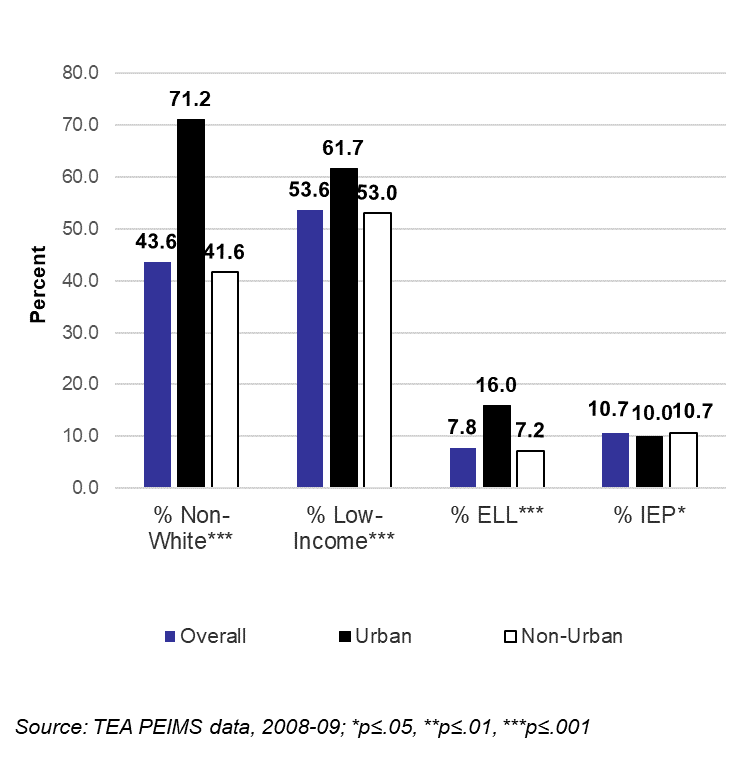 80.0
70.0
60.0
50.0
40.0
30.0
20.0
10.0
0.0
Percent
43.6
71.2
41.6
53.6
61.7
53.0
7.8
16.0
7.2
10.7
10.0
10.7
% Non-
White***
% Low-
Income***
% ELL***
% IEP*
Overall
Urban
Non-Urban
Source: TEA PEIMS data, 2008-09; *p≤.05, **p≤.01, ***p≤.001